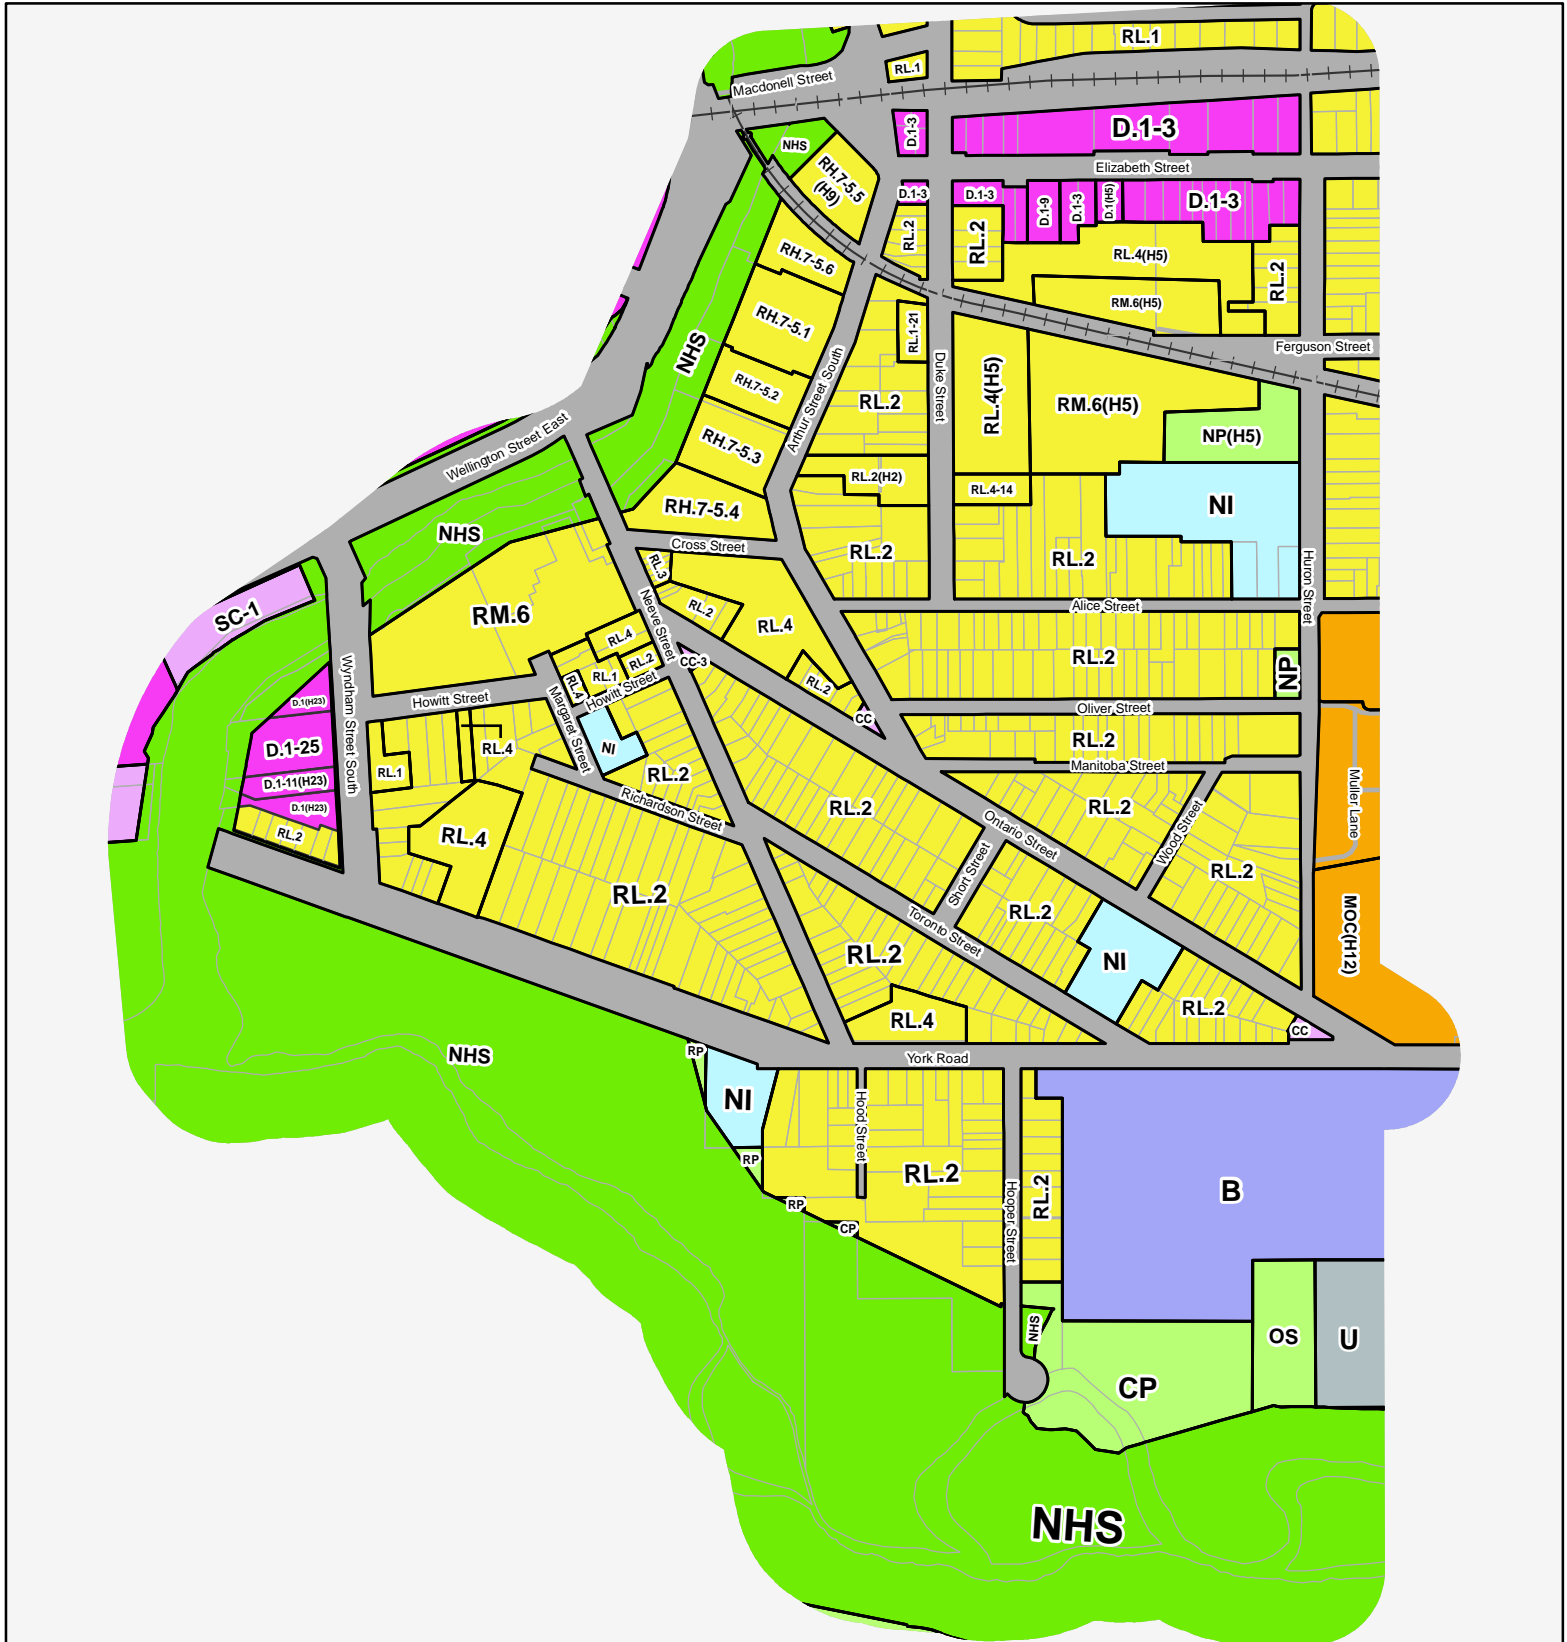 RL.1
RL.1
Macdonell Street
D.1-3
D.1-3
NHS
Elizabeth Street
RH.7-5.5
(H9)
D.1-3
D.1-3
D.1-9
D.1-3
D.1(H5)
D.1-3
RL.2
RL.2
RL.4(H5)
RL.2
RH.7-5.6
RM.6(H5)
RH.7-5.1
RL.1-21
Ferguson Street
NHS
Arthur Street South
Duke Street
RH.7-5.2
RL.2
RL.4(H5)
RM.6(H5)
NP(H5)
Wellington Street East
RH.7-5.3
RL.2(H2)
RL.4-14
NI
RH.7-5.4
NHS
Cross Street
RL.2
RL.2
Huron Street
RL.3
SC-1
RM.6
Neeve Street
RL.2
RL.4
Alice Street
RL.4
RL.2
CC-3
RL.2
NP
Wyndham Street South
RL.4
RL.1
Howitt Street
RL.2
Howitt Street
Margaret Street
D.1(H23)
CC
Oliver Street
D.1-25
RL.4
NI
RL.2
RL.1
RL.2
Manitoba Street
D.1-11(H23)
D.1(H23)
Richardson Street
RL.2
RL.2
Muller Lane
RL.2
RL.4
Ontario Street
Wood Street
Short Street
RL.2
RL.2
RL.2
Toronto Street
MOC(H12)
RL.2
NI
RL.2
RL.4
CC
NHS
RP
York Road
NI
Hood Street
RP
RL.2
RL.2
B
RP
Hooper Street
CP
NHS
OS
U
CP
NHS